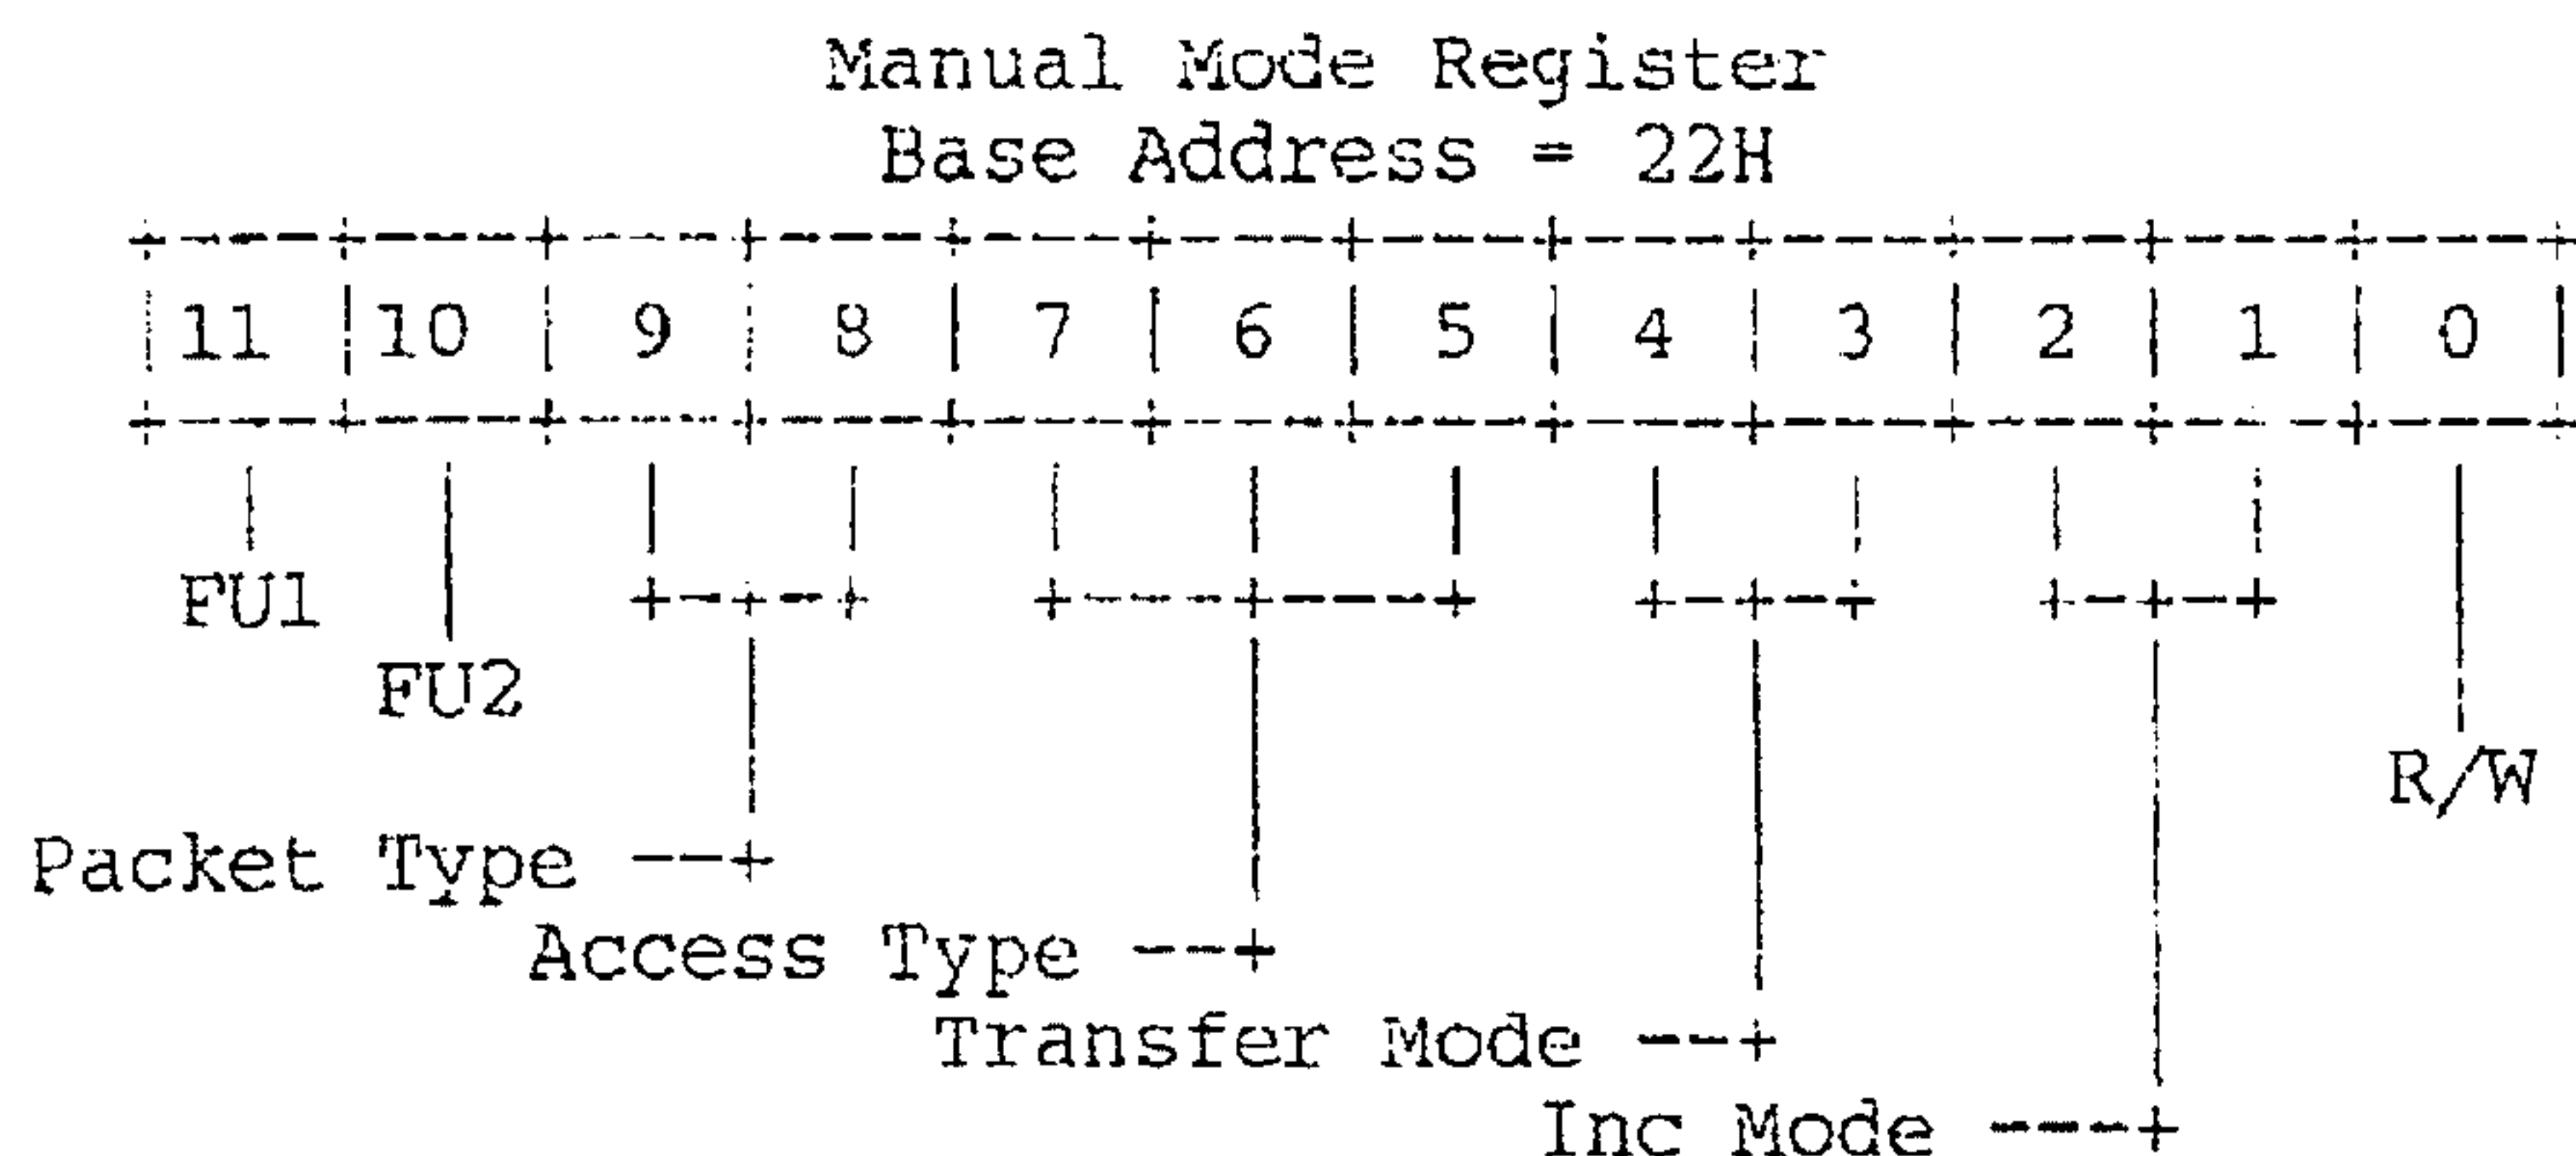 Manual Mode Register
Base Address = 22H
11 10 9 8 7 6 5 4 3 2 1 0
FU1
FU2
R/W
Packet Type
Access Type
Transfer Mode
Inc Mode